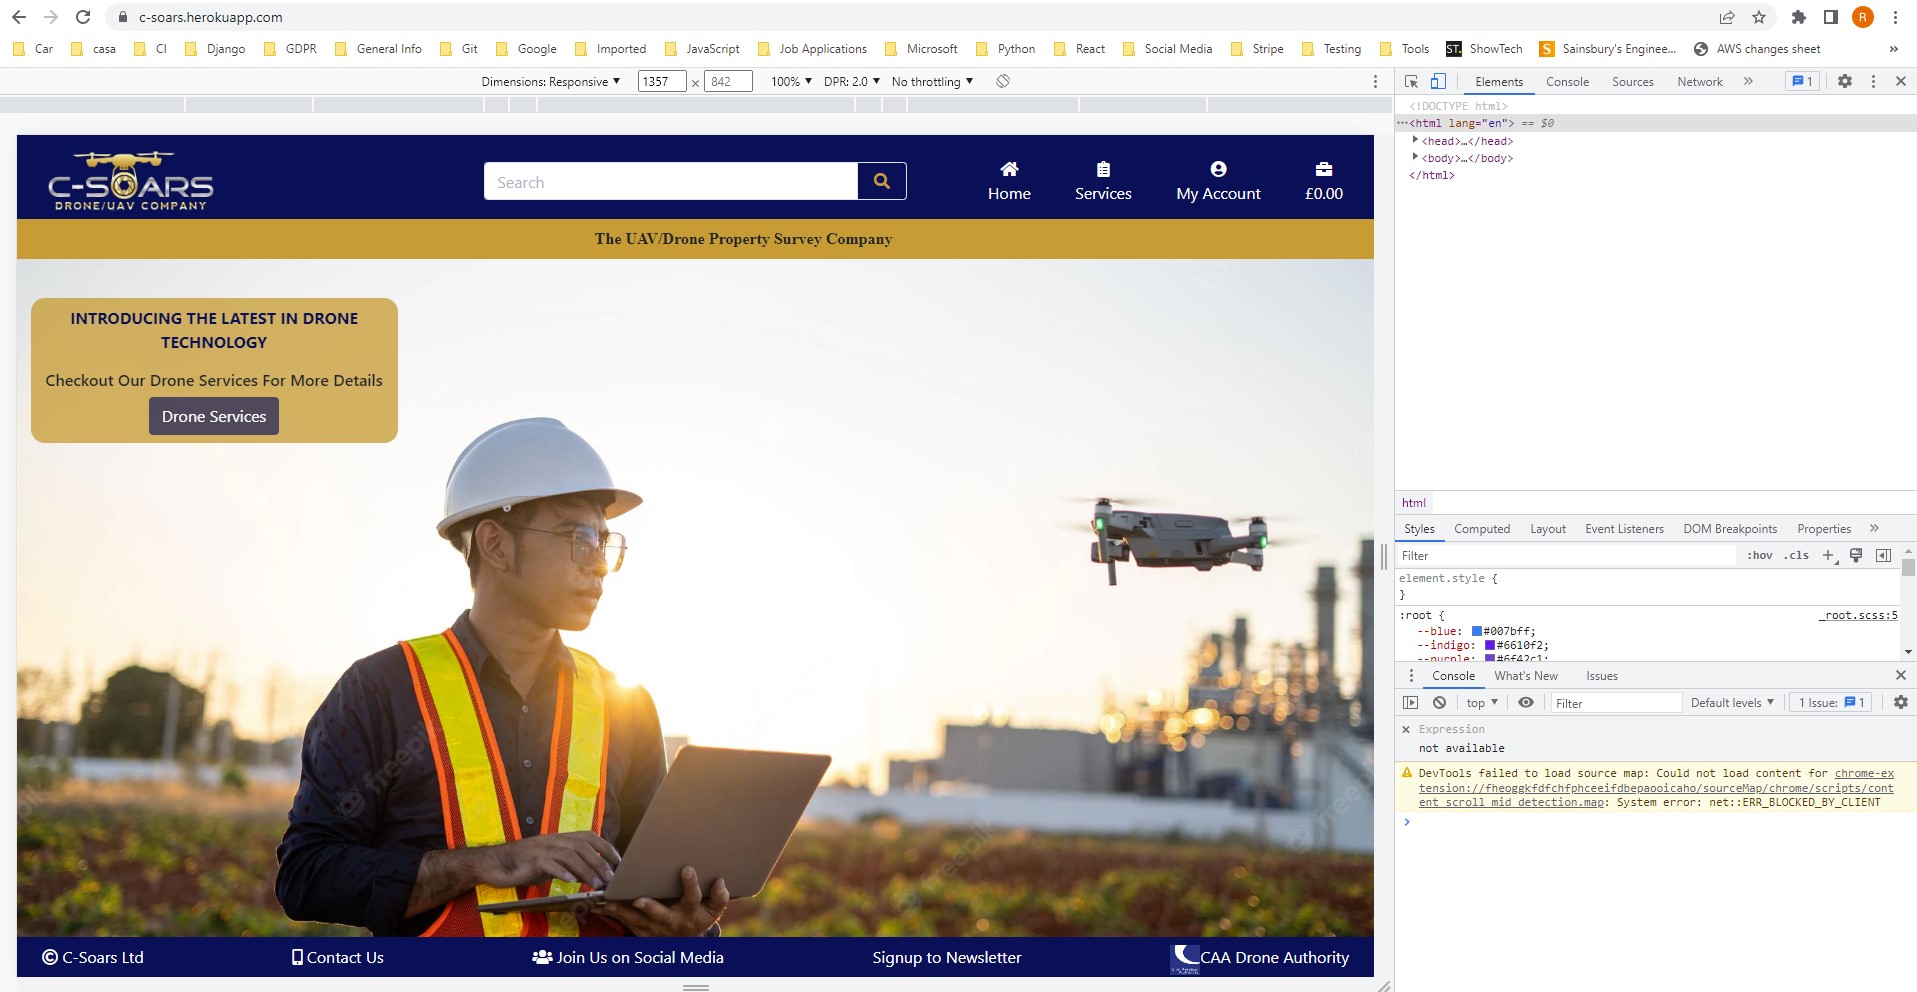 c-soars.herokuapp.com
R
Car casa CI Django GDPR General Info Git Google Imported JavaScript Job Applications Microsoft Python React Social Media Stripe Testing Tools ST. ShowTech S Sainsbury's Enginee... AWS changes sheet »
Dimensions: Responsive ▼ 1357 × 842 100% ▼ DPR: 2.0 ▼ No throttling ▼
Elements Console Sources Network » 1
<!DOCTYPE html>
···<html lang="en"> == $0
<head>…</head>
<body>…</body>
</html>
C-SOARS
DRONE/UAV COMPANY
Search
Home
Services
My Account
£0.00
The UAV/Drone Property Survey Company
INTRODUCING THE LATEST IN DRONE
TECHNOLOGY
Checkout Our Drone Services For More Details
Drone Services
freepik
freepik
freepik
© C-Soars Ltd
Contact Us
Join Us on Social Media
Signup to Newsletter
CAA Drone Authority
html
Styles Computed Layout Event Listeners DOM Breakpoints Properties »
Filter :hov .cls +
element.style {
}
:root { _root.scss:5
--blue: #007bff;
--indigo: #6610f2;
--purple: #6f42c1;
Console What's New Issues
top ▼ Filter Default levels ▼ 1 Issue: 1
Expression
not available
DevTools failed to load source map: Could not load content for chrome-ex
tension://fheoggkfdfchfphceeifdbepaooicaho/sourceMap/chrome/scripts/cont
ent_scroll_mid_detection.map: System error: net::ERR_BLOCKED_BY_CLIENT